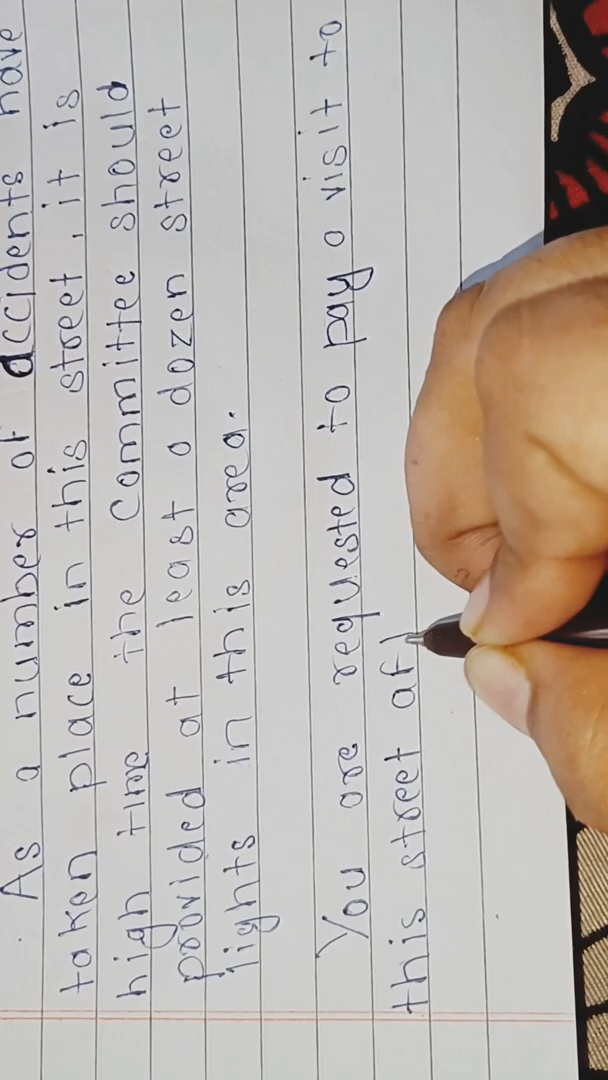 As a number of accidents have
taken place in this street, it is
high time the committee should
provided at least a dozen street
lights in this area.
You are requested to pay a visit to
this street af